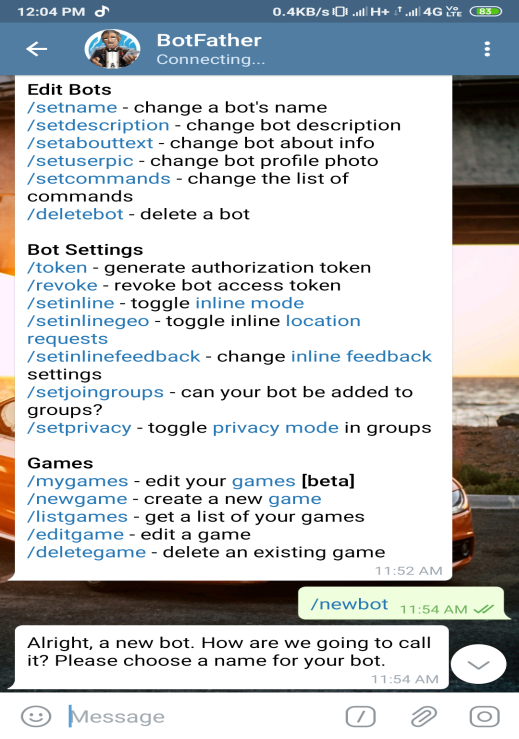 12:04 PM 0.4KB/s H+ 4G Vo LTE 83
BotFather
Connecting...
Edit Bots
/setname - change a bot's name
/setdescription - change bot description
/setabouttext - change bot about info
/setuserpic - change bot profile photo
/setcommands - change the list of
commands
/deletebot - delete a bot
Bot Settings
/token - generate authorization token
/revoke - revoke bot access token
/setinline - toggle inline mode
/setinlinegeo - toggle inline location
requests
/setinlinefeedback - change inline feedback
settings
/setjoingroups - can your bot be added to
groups?
/setprivacy - toggle privacy mode in groups
Games
/mygames - edit your games [beta]
/newgame - create a new game
/listgames - get a list of your games
/editgame - edit a game
/deletegame - delete an existing game
11:52 AM
/newbot 11:54 AM
Alright, a new bot. How are we going to call
it? Please choose a name for your bot.
11:54 AM
Message